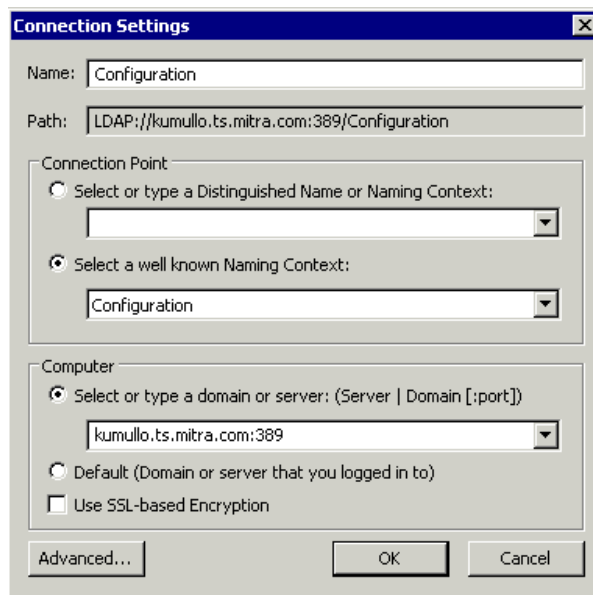 Connection Settings
Name: Configuration
Path: LDAP://kumullo.ts.mitra.com:389/Configuration
Connection Point
Select or type a Distinguished Name or Naming Context:
Select a well known Naming Context:
Configuration
Computer
Select or type a domain or server: (Server | Domain [:port])
kumullo.ts.mitra.com:389
Default (Domain or server that you logged in to)
Use SSL-based Encryption
Advanced... OK Cancel